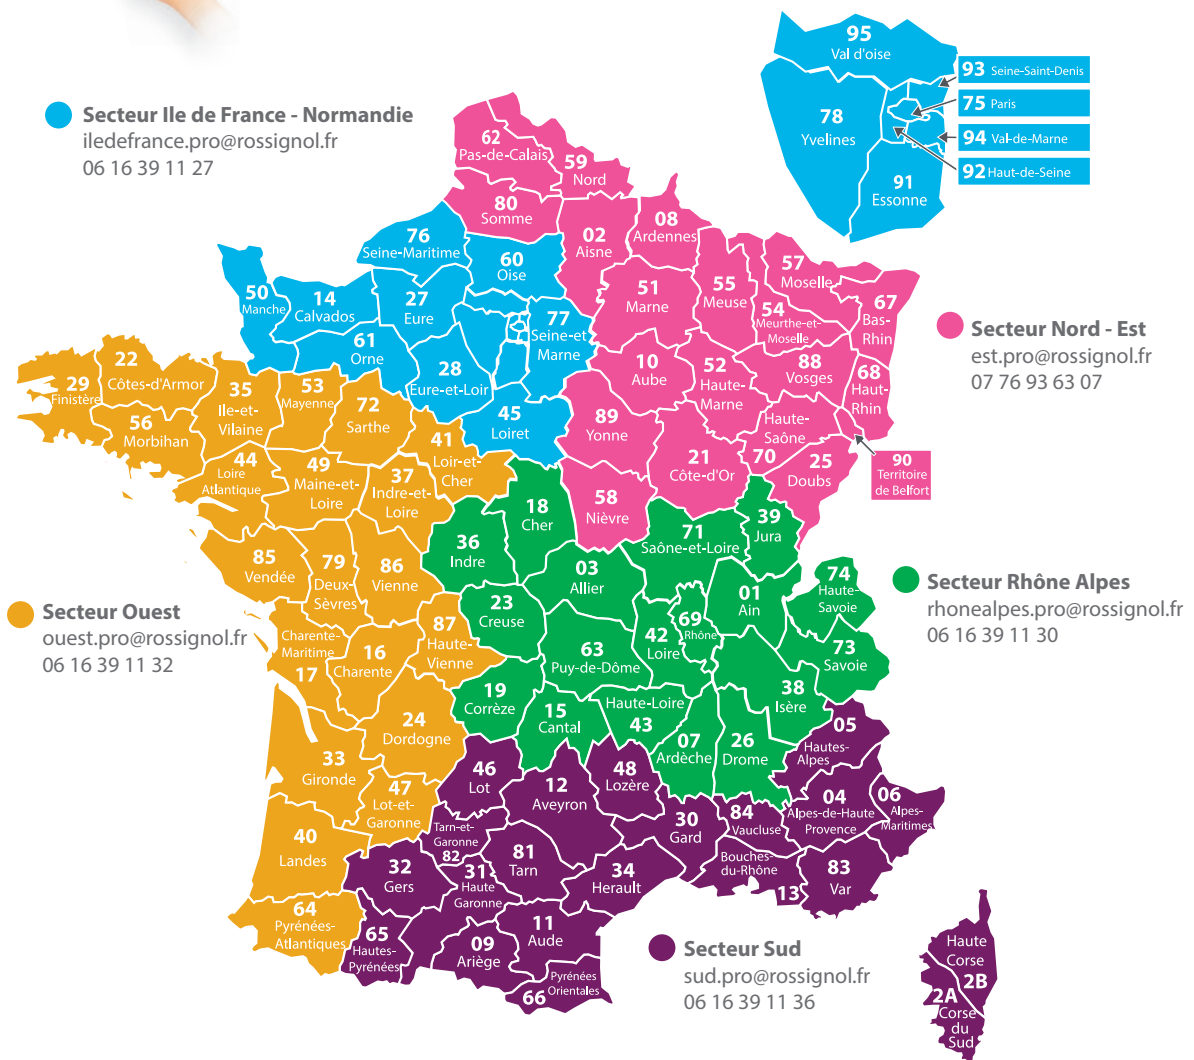 95
Val d'oise
93 Seine-Saint-Denis
75 Paris
94 Val-de-Marne
92 Haut-de-Seine
78
Yvelines
91
Essonne
Secteur Ile de France - Normandie
iledefrance.pro@rossignol.fr
06 16 39 11 27
62
Pas-de-Calais
59
Nord
80
Somme
02
Aisne
08
Ardennes
76
Seine-Maritime
60
Oise
57
Moselle
55
Meuse
51
Marne
54
Meurthe-et-
Moselle
67
Bas-
Rhin
50
Manche
14
Calvados
27
Eure
77
Seine-et
Marne
61
Orne
28
Eure-et-Loir
10
Aube
52
Haute-
Marne
88
Vosges
68
Haut-
Rhin
Secteur Nord - Est
est.pro@rossignol.fr
07 76 93 63 07
29
Finistère
22
Côtes-d'Armor
35
Ile-et-
Vilaine
53
Mayenne
72
Sarthe
56
Morbihan
45
Loiret
89
Yonne
Haute-
Saône
70
90
Territoire
de Belfort
41
Loir-et-
Cher
44
Loire
Atlantique
49
Maine-et-
Loire
37
Indre-et-
Loire
21
Côte-d'Or
25
Doubs
58
Nièvre
18
Cher
39
Jura
71
Saône-et-Loire
36
Indre
85
Vendée
79
Deux-
Sèvres
86
Vienne
03
Allier
01
Ain
74
Haute-
Savoie
Secteur Rhône Alpes
rhonealpes.pro@rossignol.fr
06 16 39 11 30
Secteur Ouest
ouest.pro@rossignol.fr
06 16 39 11 32
23
Creuse
69
Rhône
42
Loire
87
Haute-
Vienne
Charente-
Maritime
17
16
Charente
63
Puy-de-Dôme
73
Savoie
38
Isère
19
Corrèze
15
Cantal
Haute-Loire
43
07
Ardèche
26
Drome
24
Dordogne
05
Hautes-
Alpes
33
Gironde
46
Lot
12
Aveyron
48
Lozère
47
Lot-et-
Garonne
04
Alpes-de-Haute
Provence
06
Alpes-
Maritimes
30
Gard
84
Vaucluse
40
Landes
Tarn-et-
Garonne
82
81
Tarn
32
Gers
31
Haute
Garonne
34
Herault
Bouches-
du-Rhône
13
83
Var
64
Pyrénées-
Atlantiques
65
Hautes-
Pyrénées
09
Ariège
11
Aude
Pyrénées
Orientales
66
Secteur Sud
sud.pro@rossignol.fr
06 16 39 11 36
Haute
Corse
2B
2A
Corse
du
Sud